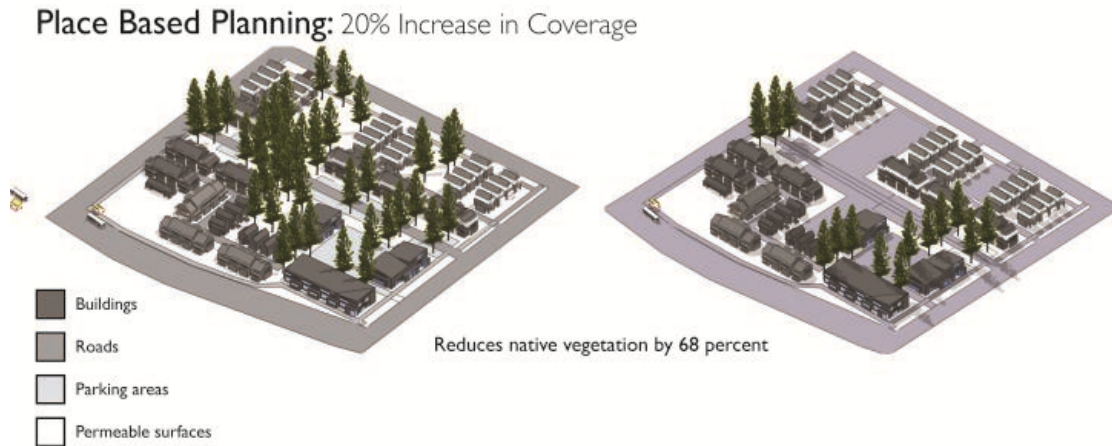 Place Based Planning: 20% Increase in Coverage
Reduces native vegetation by 68 percent
Buildings
Roads
Parking areas
Permeable surfaces